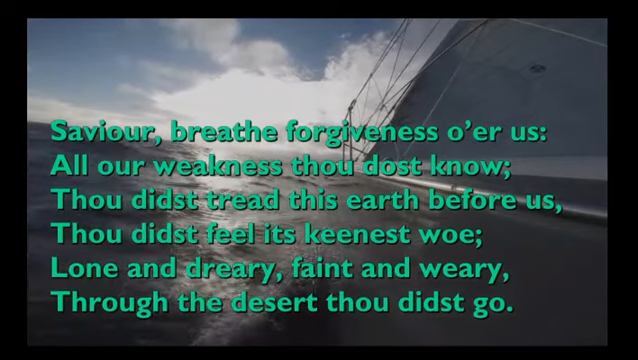 Saviour, breathe forgiveness o’er us:
All our weakness thou dost know;
Thou didst tread this earth before us,
Thou didst feel its keenest woe;
Lone and dreary, faint and weary,
Through the desert thou didst go.